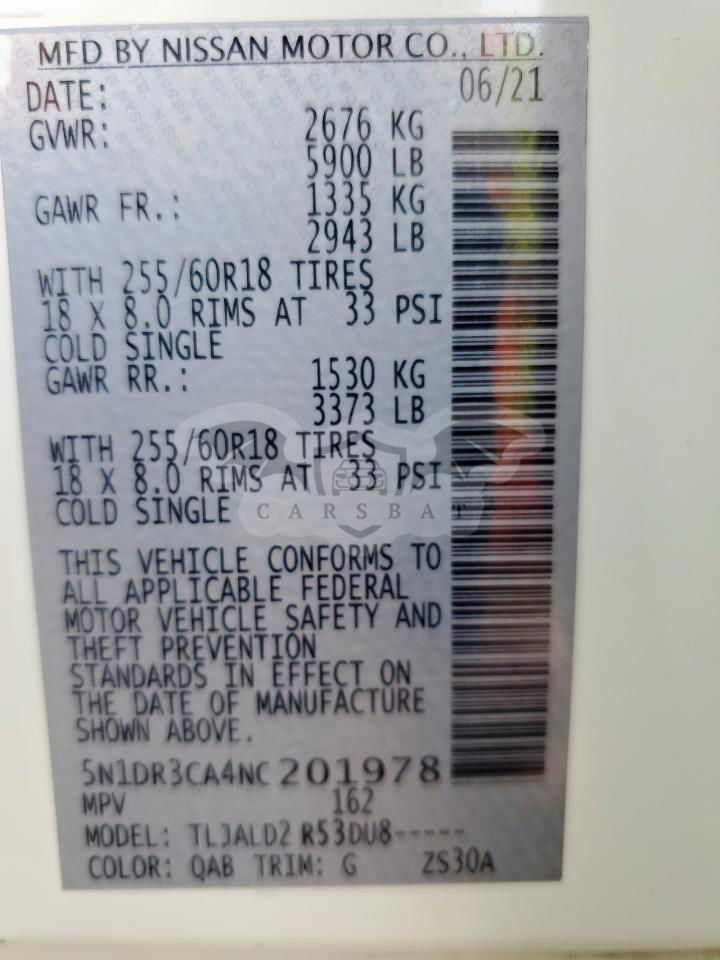 MFD BY NISSAN MOTOR CO., LTD.
DATE: 06/21
GVWR: 2676 KG
5900 LB
GAWR FR.: 1335 KG
2943 LB
WITH 255/60R18 TIRES
18 X 8.0 RIMS AT 33 PSI
COLD SINGLE
GAWR RR.: 1530 KG
3373 LB
WITH 255/60R18 TIRES
18 X 8.0 RIMS AT 33 PSI
COLD SINGLE
CARSBAT
THIS VEHICLE CONFORMS TO
ALL APPLICABLE FEDERAL
MOTOR VEHICLE SAFETY AND
THEFT PREVENTION
STANDARDS IN EFFECT ON
THE DATE OF MANUFACTURE
SHOWN ABOVE.
5N1DR3CA4NC201978
MPV 162
MODEL: TLJALD2 R53DU8-----
COLOR: QAB TRIM: G ZS30A